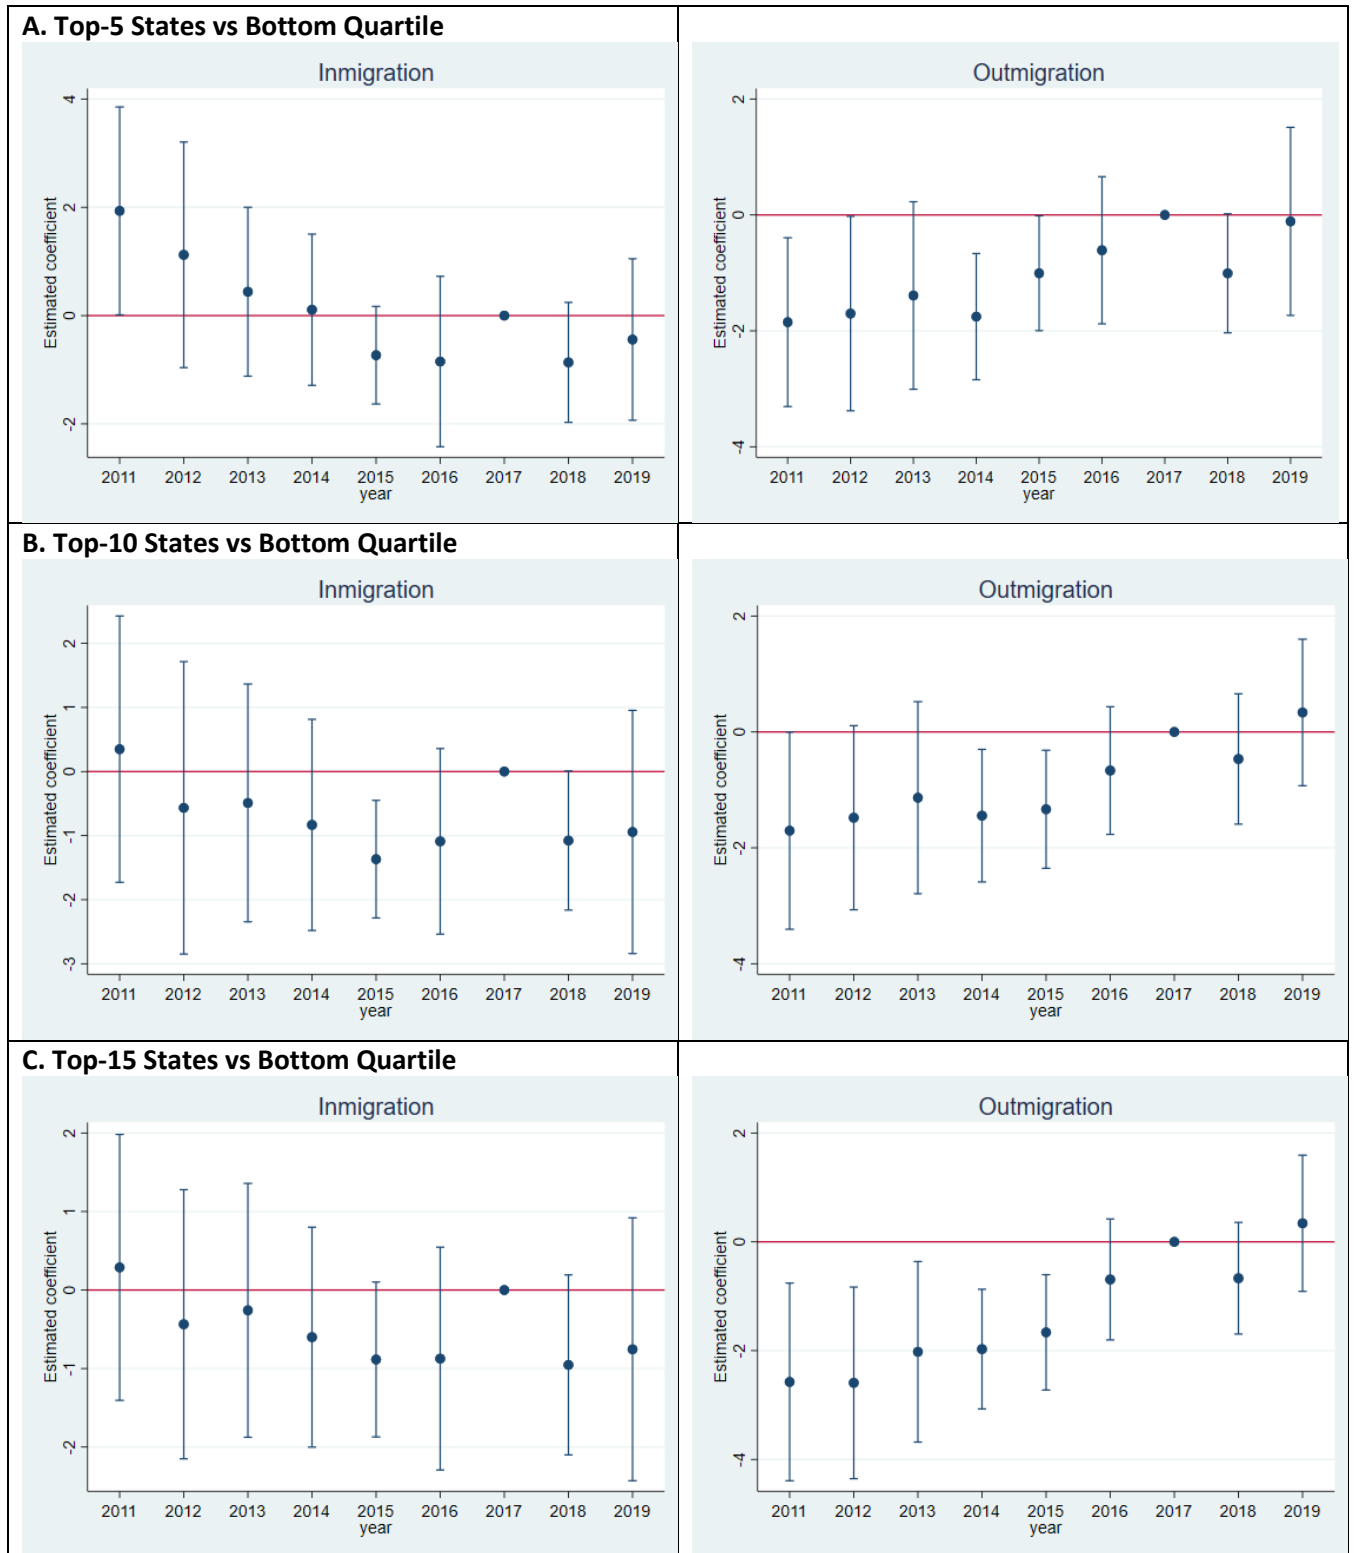 A. Top-5 States vs Bottom Quartile
Inmigration
Estimated coefficient
4
2
0
-2
2011 2012 2013 2014 2015 2016 2017 2018 2019
year
Outmigration
Estimated coefficient
2
0
-2
-4
2011 2012 2013 2014 2015 2016 2017 2018 2019
year
B. Top-10 States vs Bottom Quartile
Inmigration
Estimated coefficient
2
1
0
-1
-2
-3
2011 2012 2013 2014 2015 2016 2017 2018 2019
year
Outmigration
Estimated coefficient
2
0
-2
-4
2011 2012 2013 2014 2015 2016 2017 2018 2019
year
C. Top-15 States vs Bottom Quartile
Inmigration
Estimated coefficient
2
1
0
-1
-2
2011 2012 2013 2014 2015 2016 2017 2018 2019
year
Outmigration
Estimated coefficient
2
0
-2
-4
2011 2012 2013 2014 2015 2016 2017 2018 2019
year